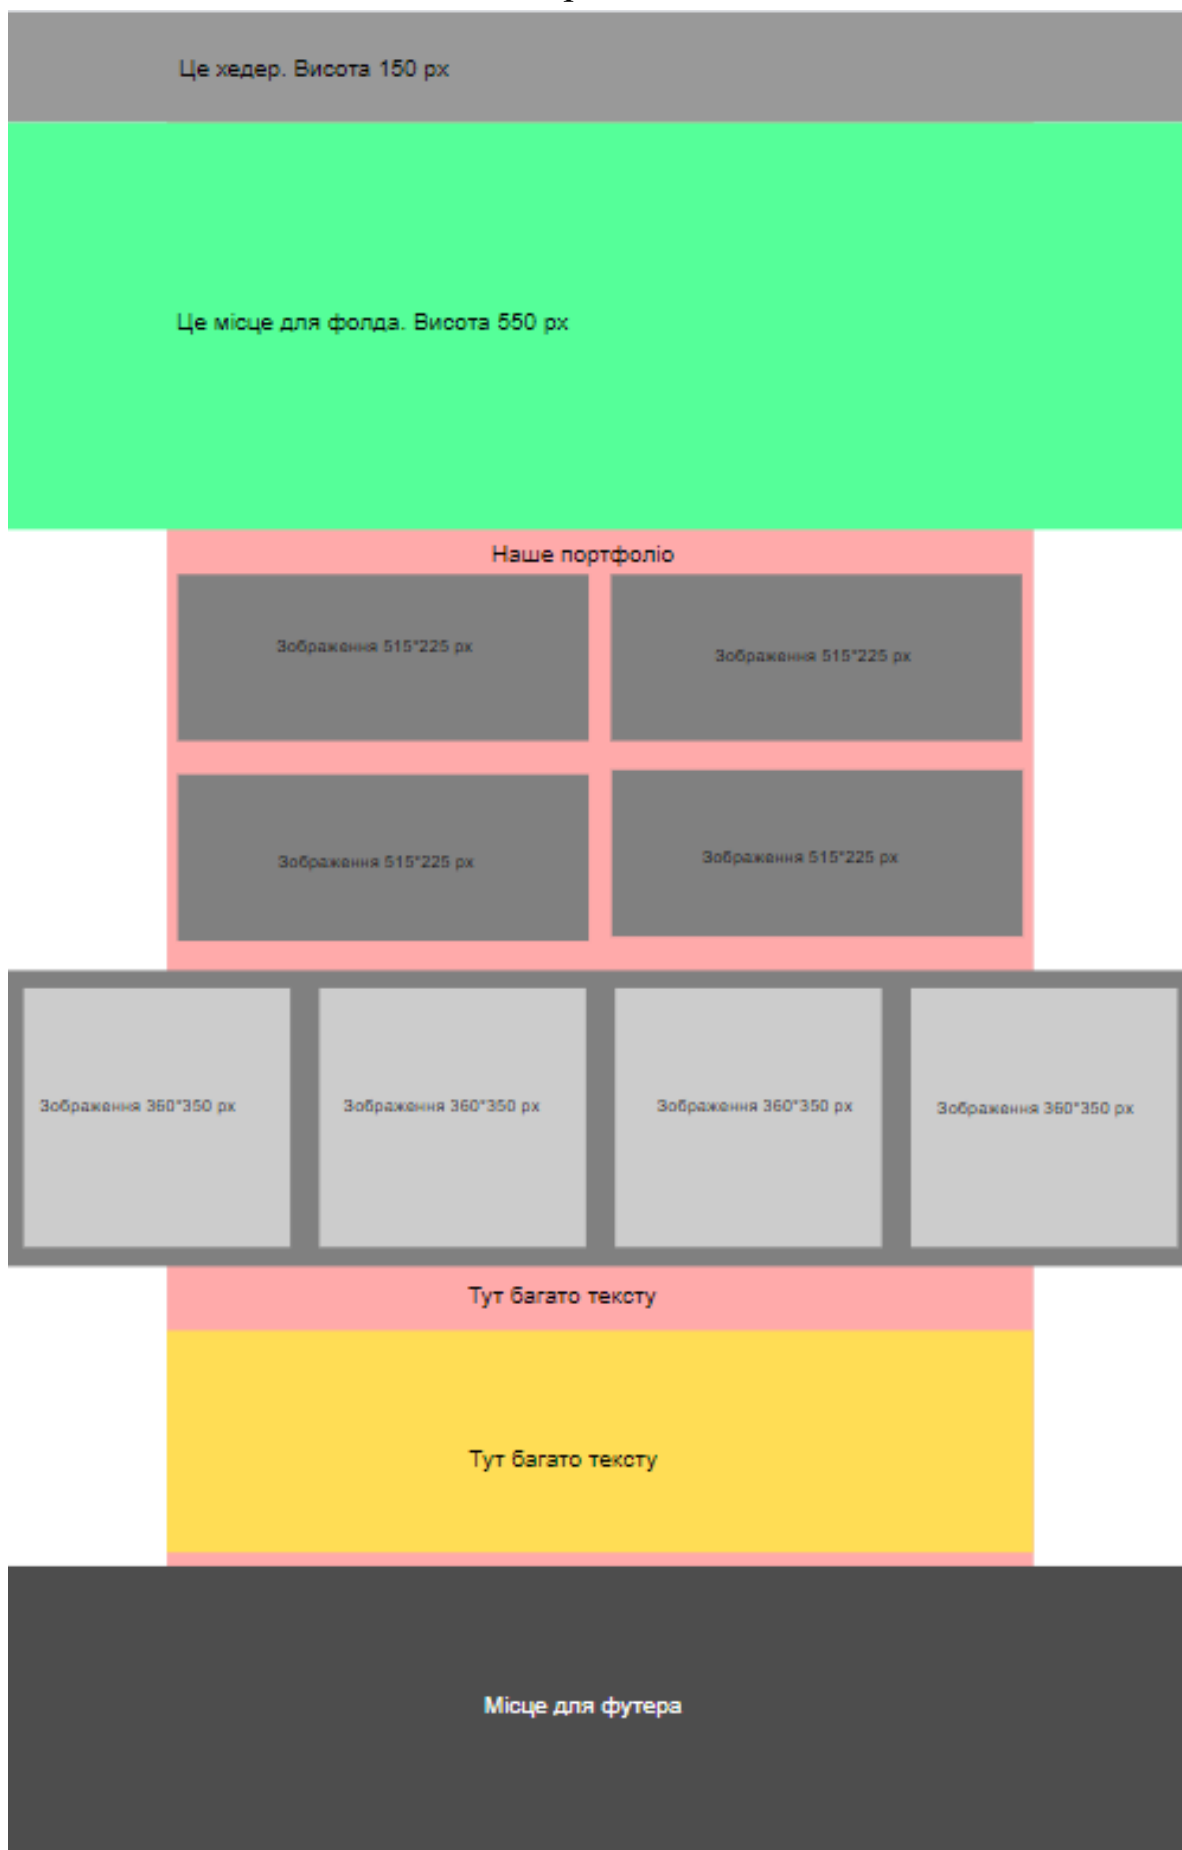 Це хедер. Висота 150 px
Це місце для фолда. Висота 550 px
Наше портфоліо
Зображення 515*225 px
Зображення 515*225 px
Зображення 515*225 px
Зображення 515*225 px
Зображення 360*350 px
Зображення 360*350 px
Зображення 360*350 px
Зображення 360*350 px
Тут багато тексту
Тут багато тексту
Місце для футера